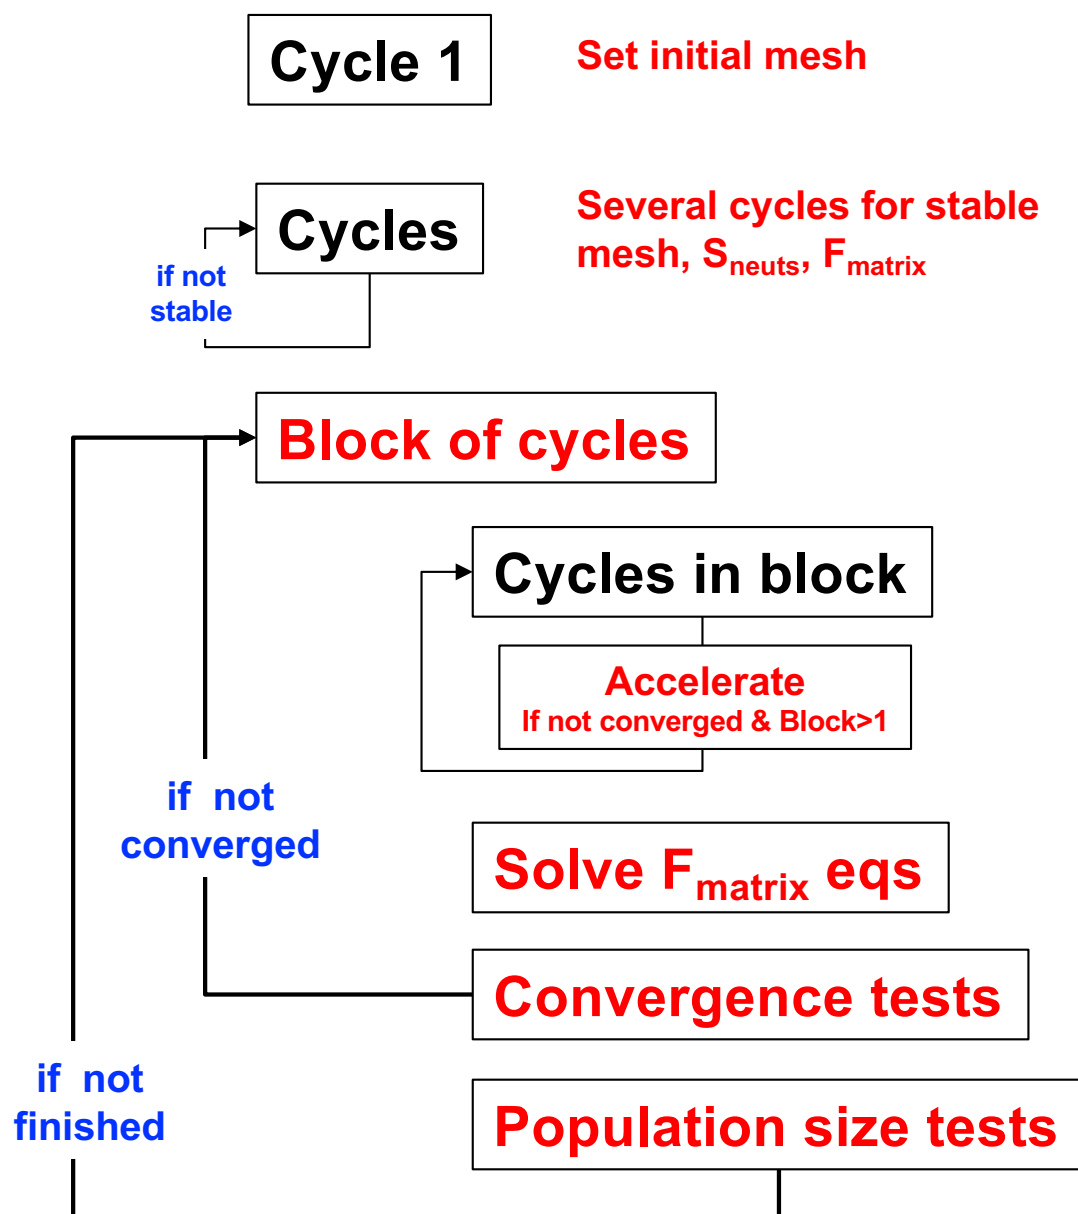 Cycle 1
Set initial mesh
Cycles
Several cycles for stable
mesh, Sneuts, Fmatrix
if not
stable
Block of cycles
Cycles in block
Accelerate
If not converged & Block>1
if not
converged
Solve Fmatrix eqs
Convergence tests
if not
finished
Population size tests